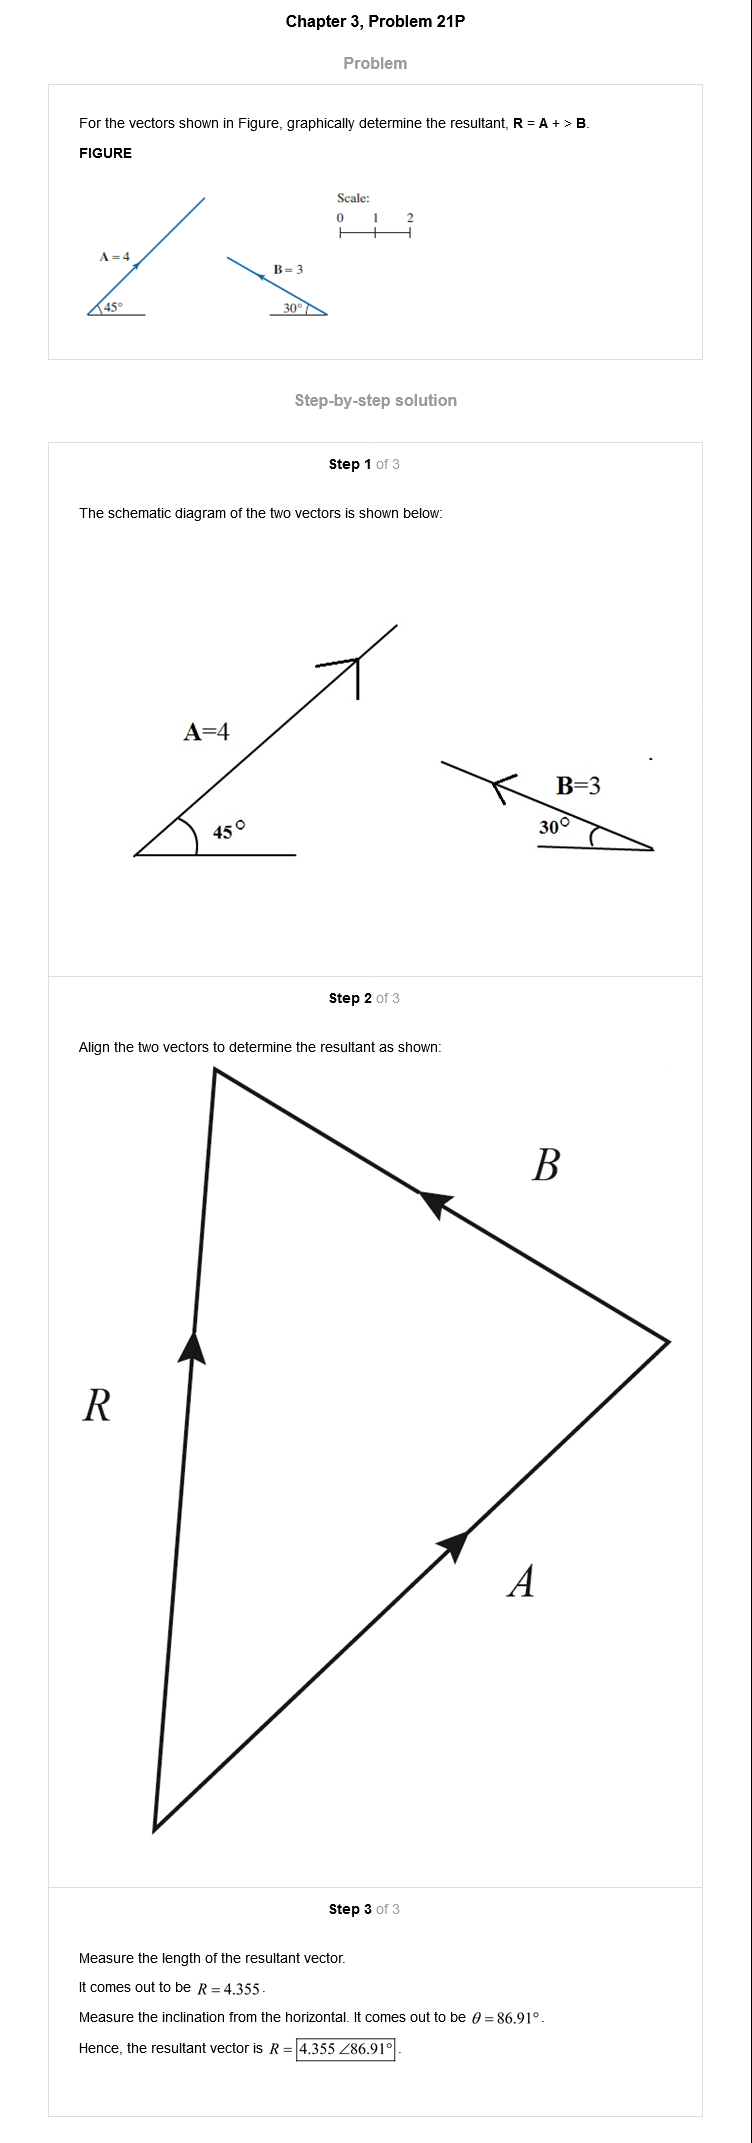 Chapter 3, Problem 21P
Problem
For the vectors shown in Figure, graphically determine the resultant, R = A + > B.
FIGURE
Scale:
0 1 2
A = 4
B = 3
45°
30°
Step-by-step solution
Step 1 of 3
The schematic diagram of the two vectors is shown below:
A=4
B=3
45°
30°
Step 2 of 3
Align the two vectors to determine the resultant as shown:
B
R
A
Step 3 of 3
Measure the length of the resultant vector.
It comes out to be R = 4.355.
Measure the inclination from the horizontal. It comes out to be θ = 86.91°.
Hence, the resultant vector is R = 4.355 ∠86.91°.